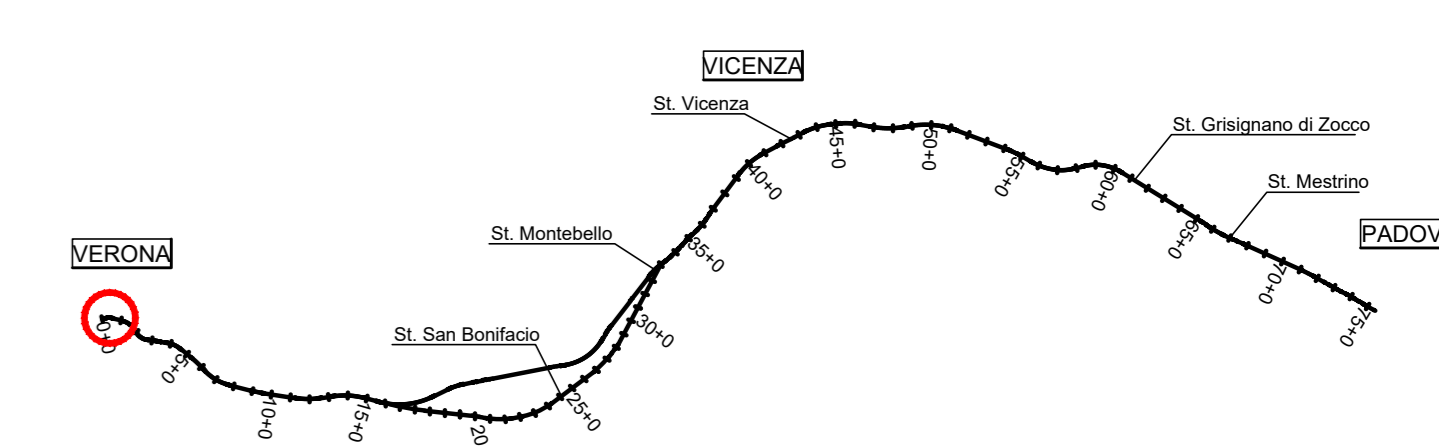 VICENZA
St. Vicenza
St. Grisignano di Zocco
St. Mestrino
PADOV
St. Montebello
VERONA
St. San Bonifacio
0+0
5+0
10+0
15+0
20
25+0
30+0
35+0
40+0
45+0
50+0
55+0
60+0
65+0
70+0
75+0